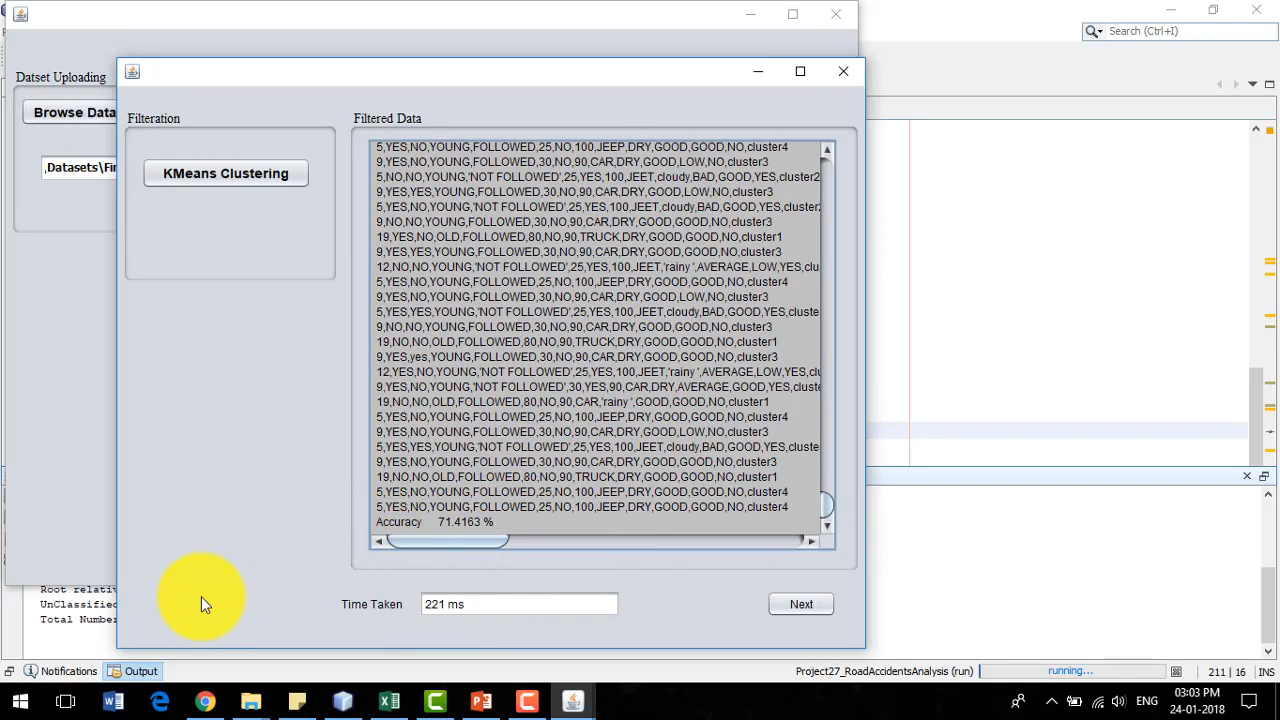 Search (Ctrl+I)
Datset Uploading
Browse Data
,Datasets\Fir
Filteration
KMeans Clustering
Filtered Data
5,YES,NO,YOUNG,FOLLOWED,25,NO,100,JEEP,DRY,GOOD,GOOD,NO,cluster4
9,YES,NO,YOUNG,FOLLOWED,30,NO,90,CAR,DRY,GOOD,LOW,NO,cluster3
5,NO,NO,YOUNG,'NOT FOLLOWED',25,YES,100,JEET,cloudy,BAD,GOOD,YES,cluster2
9,YES,YES,YOUNG,FOLLOWED,30,NO,90,CAR,DRY,GOOD,LOW,NO,cluster3
5,YES,NO,YOUNG,'NOT FOLLOWED',25,YES,100,JEET,cloudy,BAD,GOOD,YES,cluster2
9,NO,NO,YOUNG,FOLLOWED,30,NO,90,CAR,DRY,GOOD,GOOD,NO,cluster3
19,YES,NO,OLD,FOLLOWED,80,NO,90,TRUCK,DRY,GOOD,GOOD,NO,cluster1
9,YES,YES,YOUNG,FOLLOWED,30,NO,90,CAR,DRY,GOOD,GOOD,NO,cluster3
12,NO,NO,YOUNG,'NOT FOLLOWED',25,YES,100,JEET,'rainy ',AVERAGE,LOW,YES,clu
5,YES,NO,YOUNG,FOLLOWED,25,NO,100,JEEP,DRY,GOOD,GOOD,NO,cluster4
9,YES,NO,YOUNG,FOLLOWED,30,NO,90,CAR,DRY,GOOD,LOW,NO,cluster3
5,YES,YES,YOUNG,'NOT FOLLOWED',25,YES,100,JEET,cloudy,BAD,GOOD,YES,cluste
9,NO,NO,YOUNG,FOLLOWED,30,NO,90,CAR,DRY,GOOD,GOOD,NO,cluster3
19,NO,NO,OLD,FOLLOWED,80,NO,90,TRUCK,DRY,GOOD,GOOD,NO,cluster1
9,YES,yes,YOUNG,FOLLOWED,30,NO,90,CAR,DRY,GOOD,GOOD,NO,cluster3
12,YES,NO,YOUNG,'NOT FOLLOWED',25,YES,100,JEET,'rainy ',AVERAGE,LOW,YES,clu
9,YES,NO,YOUNG,'NOT FOLLOWED',30,YES,90,CAR,DRY,AVERAGE,GOOD,YES,cluste
19,NO,NO,OLD,FOLLOWED,80,NO,90,CAR,'rainy ',GOOD,GOOD,NO,cluster1
5,YES,NO,YOUNG,FOLLOWED,25,NO,100,JEEP,DRY,GOOD,GOOD,NO,cluster4
9,YES,NO,YOUNG,FOLLOWED,30,NO,90,CAR,DRY,GOOD,LOW,NO,cluster3
5,YES,YES,YOUNG,'NOT FOLLOWED',25,YES,100,JEET,cloudy,BAD,GOOD,YES,cluste
9,YES,NO,YOUNG,FOLLOWED,30,NO,90,CAR,DRY,GOOD,GOOD,NO,cluster3
19,NO,NO,OLD,FOLLOWED,80,NO,90,TRUCK,DRY,GOOD,GOOD,NO,cluster1
5,YES,NO,YOUNG,FOLLOWED,25,NO,100,JEEP,DRY,GOOD,GOOD,NO,cluster4
5,YES,NO,YOUNG,FOLLOWED,25,NO,100,JEEP,DRY,GOOD,GOOD,NO,cluster4
Accuracy 71.4163 %
Time Taken 221 ms Next
Root relati
UnClassified
Total Number
Notifications Output
Project27_RoadAccidentsAnalysis (run) running... 211 | 16 INS
ENG
03:03 PM
24-01-2018